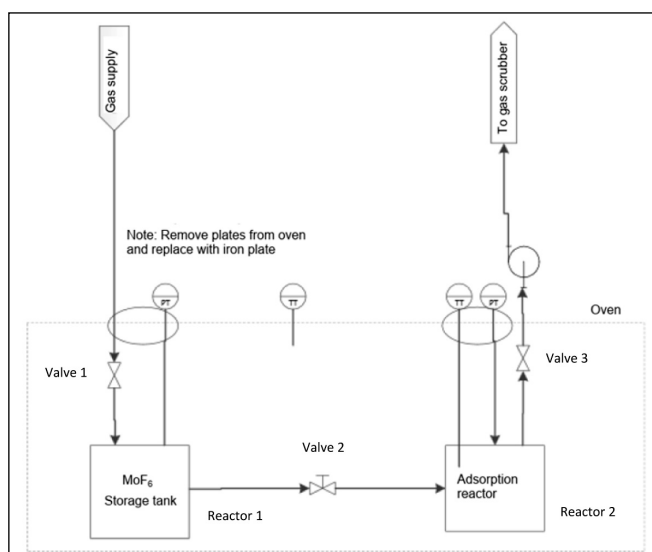 Gas supply
To gas scrubber
Note: Remove plates from oven
and replace with iron plate
PT
TT
TT
PT
Oven
Valve 1
Valve 3
Valve 2
MoF6
Storage tank
Adsorption
reactor
Reactor 1
Reactor 2